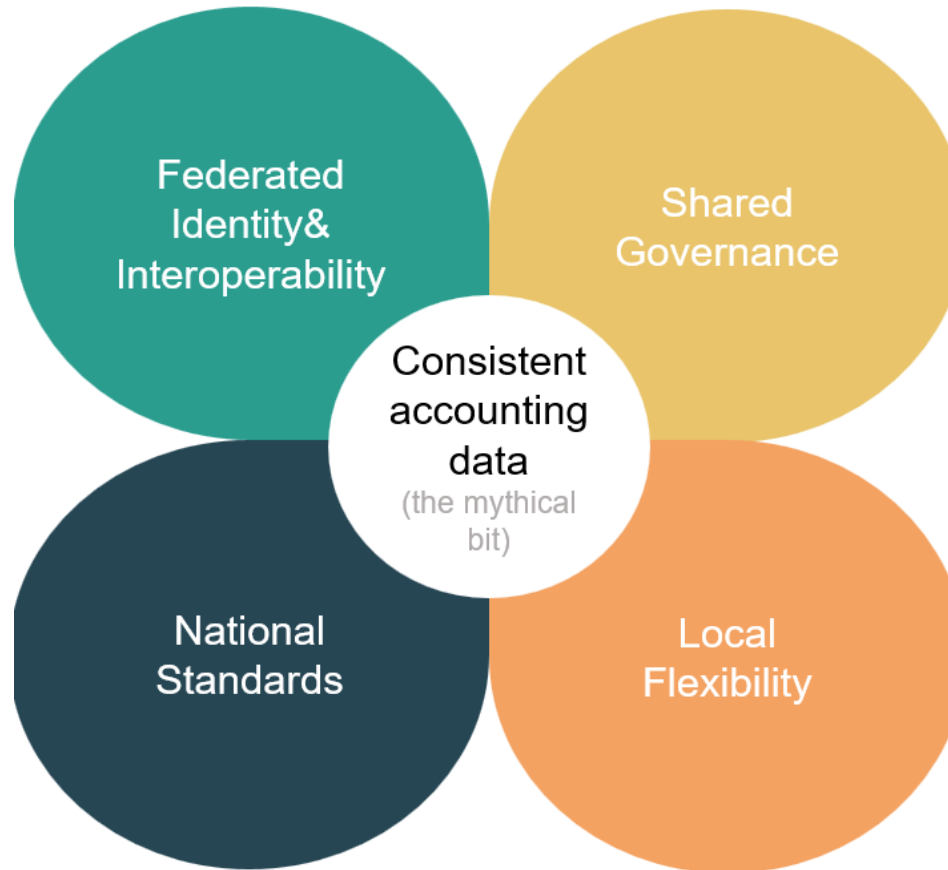 Federated
Identity&
Interoperability
Shared
Governance
Consistent
accounting
data
(the mythical
bit)
National
Standards
Local
Flexibility